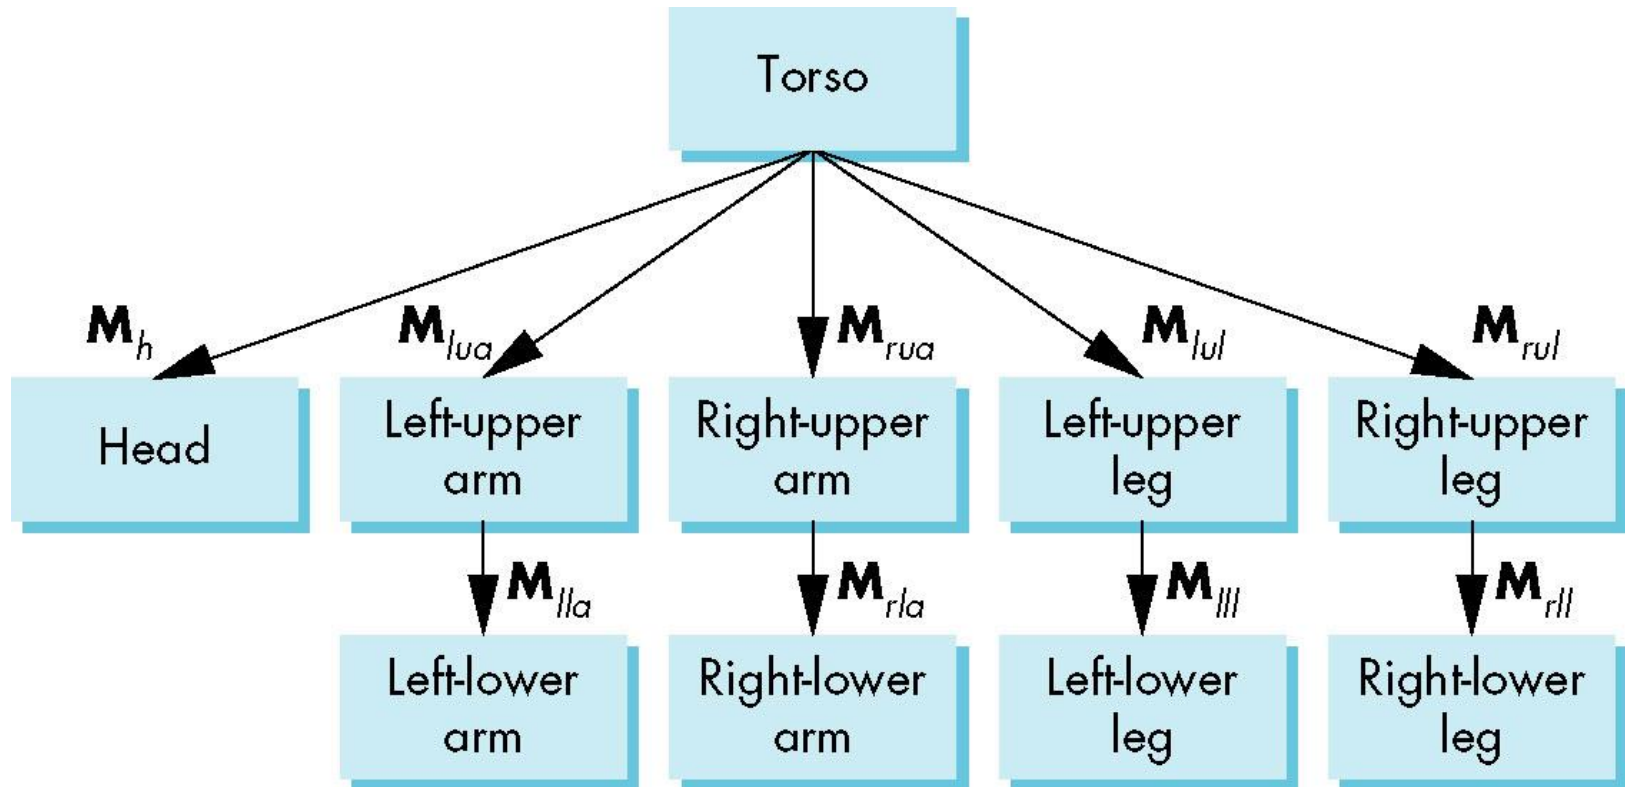 Torso
M_h M_lua M_rua M_lul M_rul
Head
Left-upper
arm
Right-upper
arm
Left-upper
leg
Right-upper
leg
M_lla M_rla M_lll M_rll
Left-lower
arm
Right-lower
arm
Left-lower
leg
Right-lower
leg